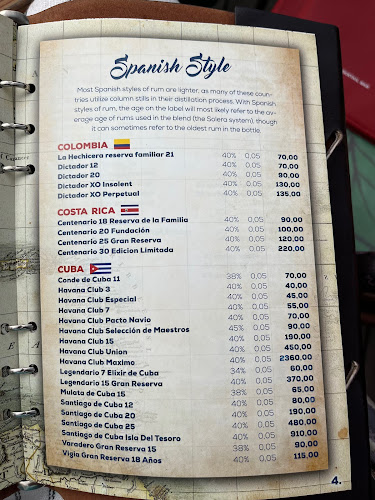 Spanish Style
Most Spanish styles of rum are lighter, as many of these coun-
tries utilize column stills in their distillation process. With Spanish
styles of rum, the age on the label will most likely refer to the av-
erage age of rums used in the blend (the Solera system), though
it can sometimes refer to the oldest rum in the bottle.
COLOMBIA
La Hechicera reserva familiar 21 40% 0,05 70,00
Dictador 12 40% 0,05 70,00
Dictador 20 40% 0,05 90,00
Dictador XO Insolent 40% 0,05 130,00
Dictador XO Perpetual 40% 0,05 135,00
COSTA RICA
Centenario 18 Reserva de la Familia 40% 0,05 90,00
Centenario 20 Fundación 40% 0,05 100,00
Centenario 25 Gran Reserva 40% 0,05 120,00
Centenario 30 Edicion Limitada 40% 0,05 220,00
CUBA
Conde de Cuba 11 38% 0,05 70,00
Havana Club 3 40% 0,05 40,00
Havana Club Especial 40% 0,05 45,00
Havana Club 7 40% 0,05 55,00
Havana Club Pacto Navio 40% 0,05 70,00
Havana Club Selección de Maestros 45% 0,05 90,00
Havana Club 15 40% 0,05 190,00
Havana Club Union 40% 0,05 450,00
Havana Club Maximo 40% 0,05 2360,00
Legendario 7 Elixir de Cuba 34% 0,05 60,00
Legendario 15 Gran Reserva 40% 0,05 370,00
Mulata de Cuba 15 38% 0,05 65,00
Santiago de Cuba 12 40% 0,05 80,00
Santiago de Cuba 20 40% 0,05 190,00
Santiago de Cuba 25 40% 0,05 480,00
Santiago de Cuba Isla Del Tesoro 40% 0,05 910,00
Varadero Gran Reserva 15 38% 0,05 90,00
Vigia Gran Reserva 18 Años 40% 0,05 115,00
4.